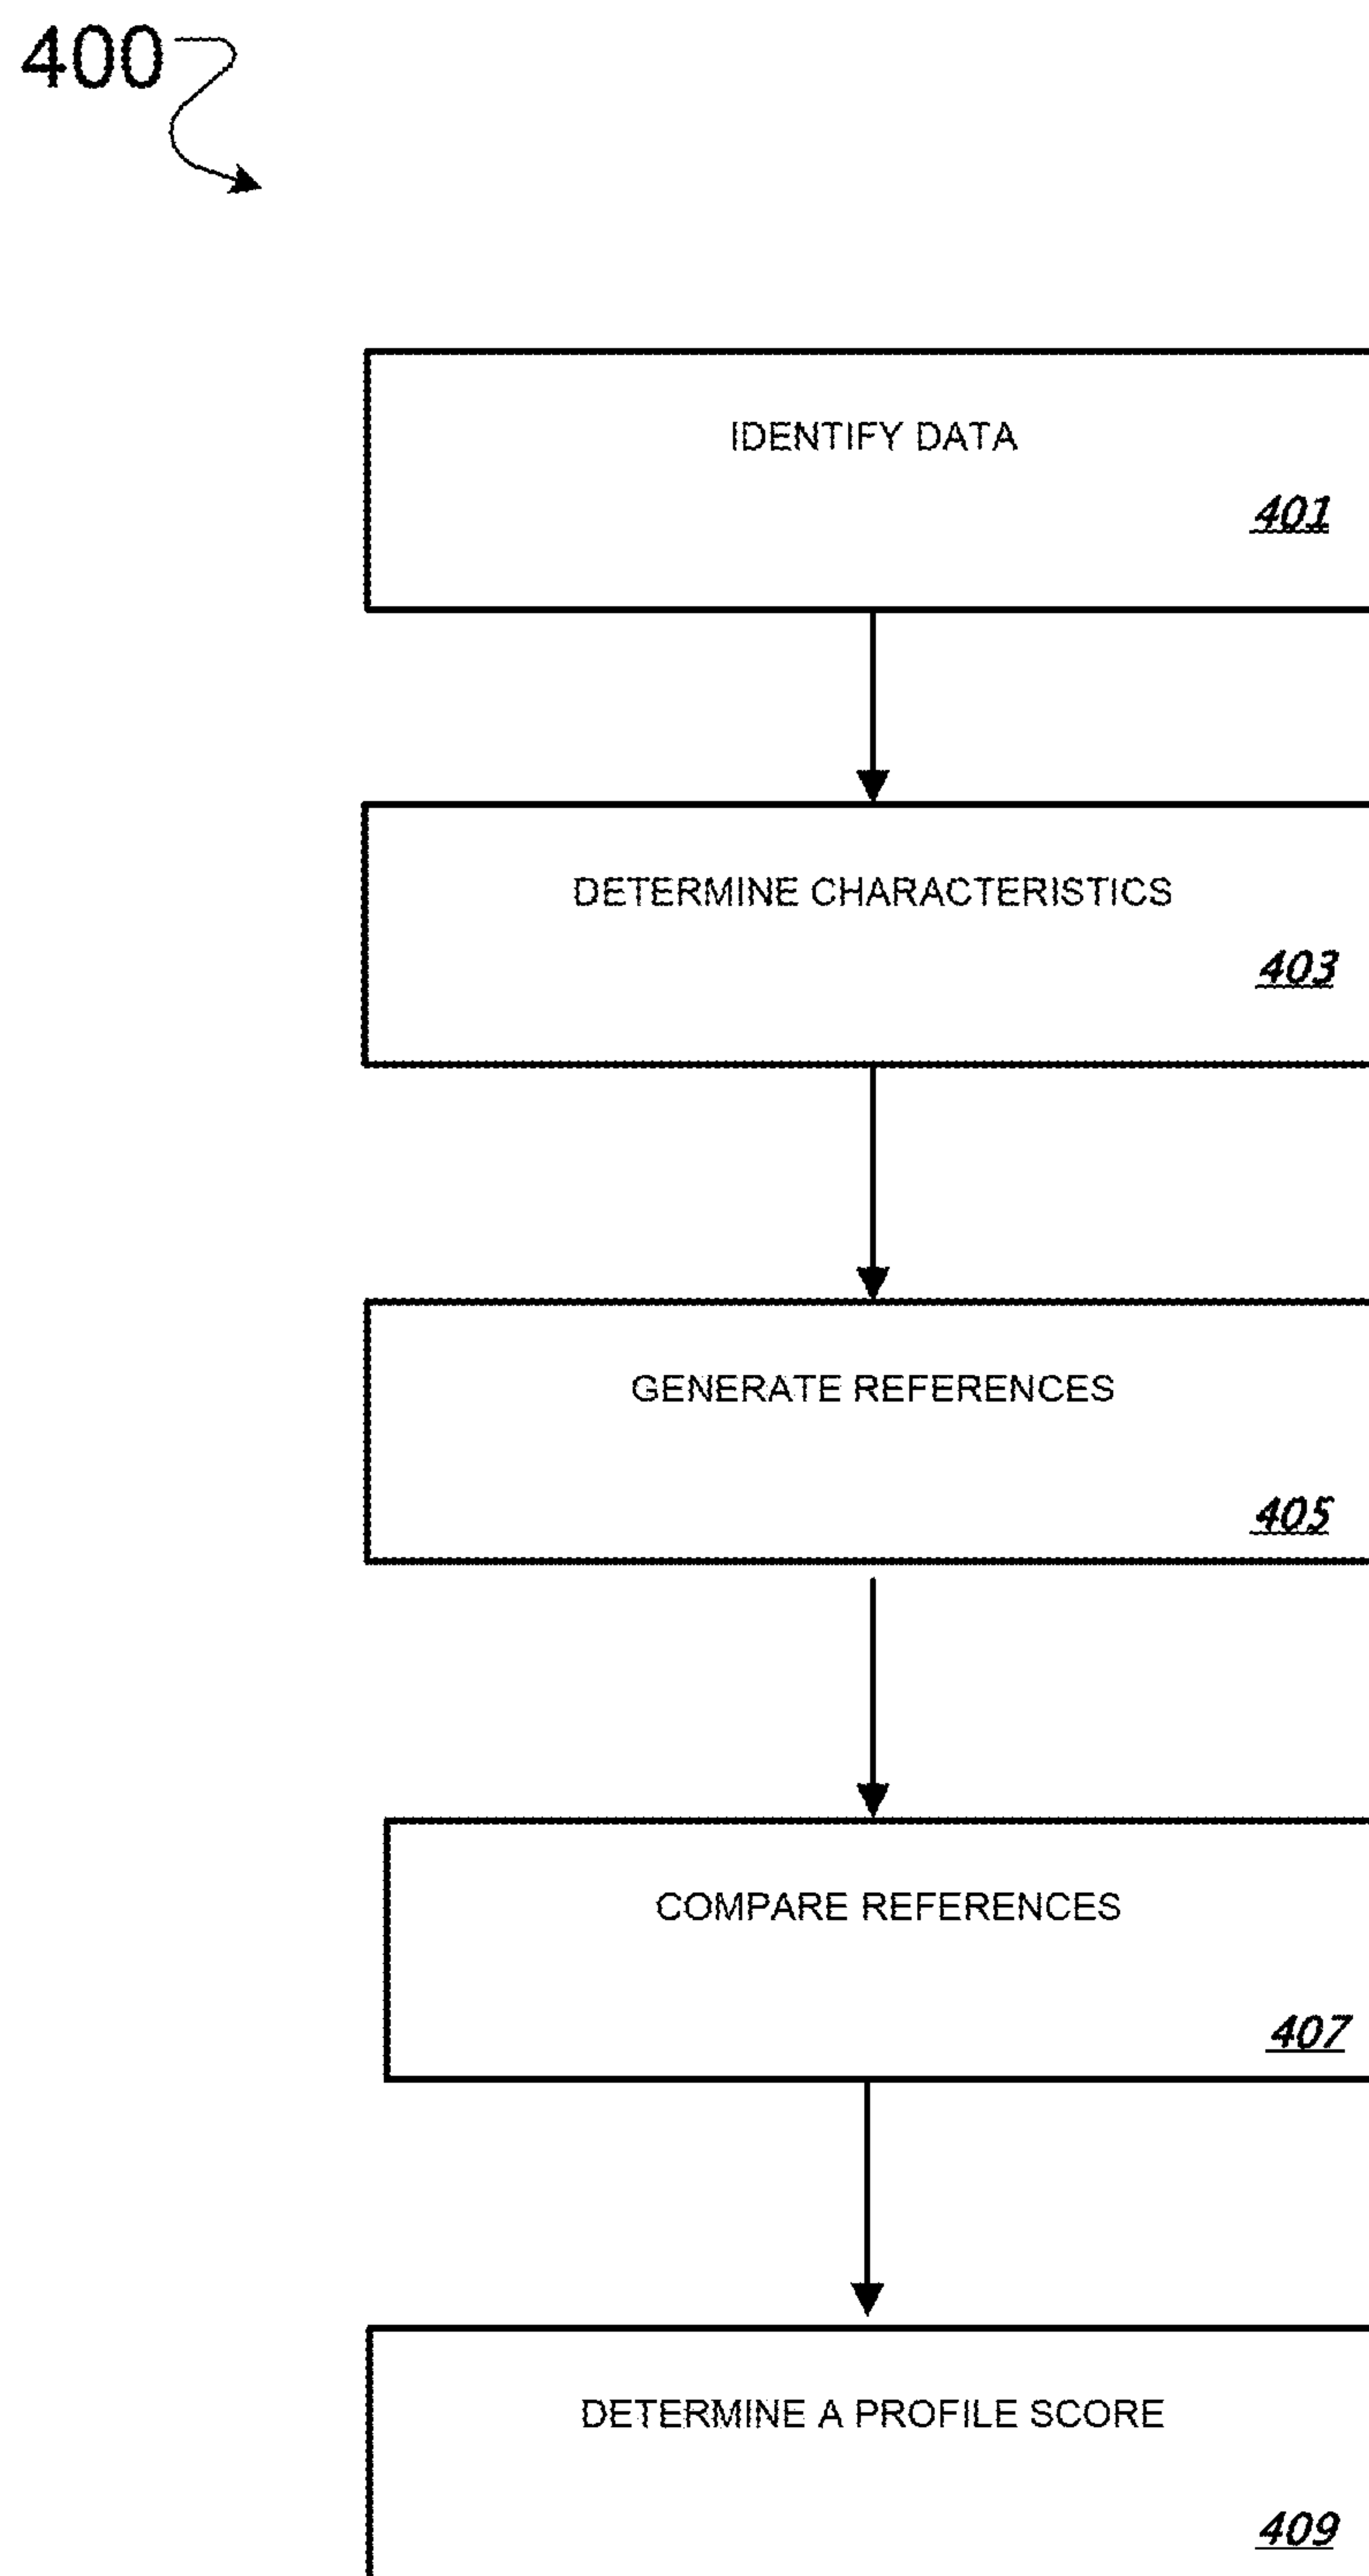 400
IDENTIFY DATA
401
DETERMINE CHARACTERISTICS
403
GENERATE REFERENCES
405
COMPARE REFERENCES
407
DETERMINE A PROFILE SCORE
409